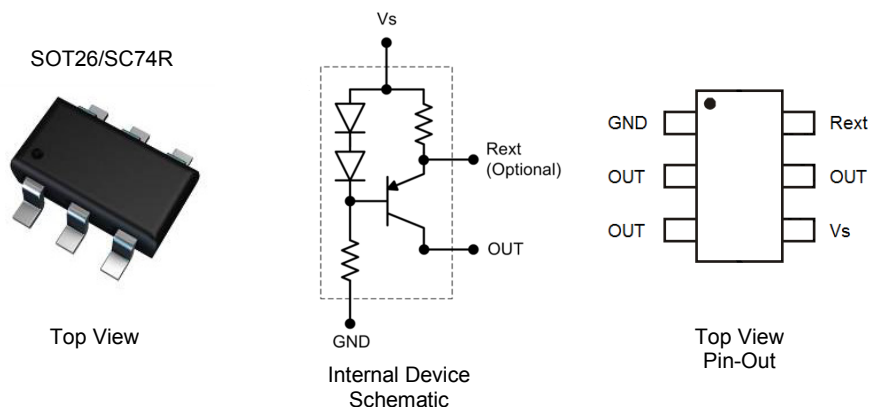 SOT26/SC74R
Top View
Vs
Rext
(Optional)
OUT
GND
Internal Device
Schematic
GND
Rext
OUT
OUT
OUT
Vs
Top View
Pin-Out